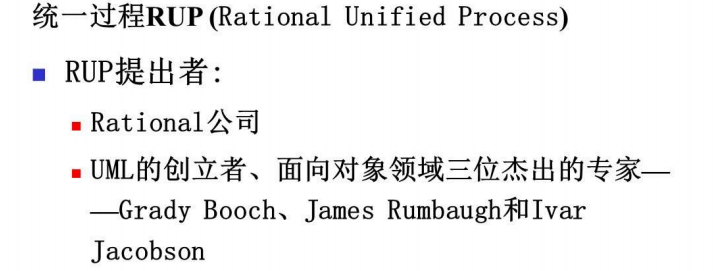 统一过程RUP (Rational Unified Process)
RUP提出者:
Rational公司
UML的创立者、面向对象领域三位杰出的专家—
—Grady Booch、James Rumbaugh和Ivar
Jacobson